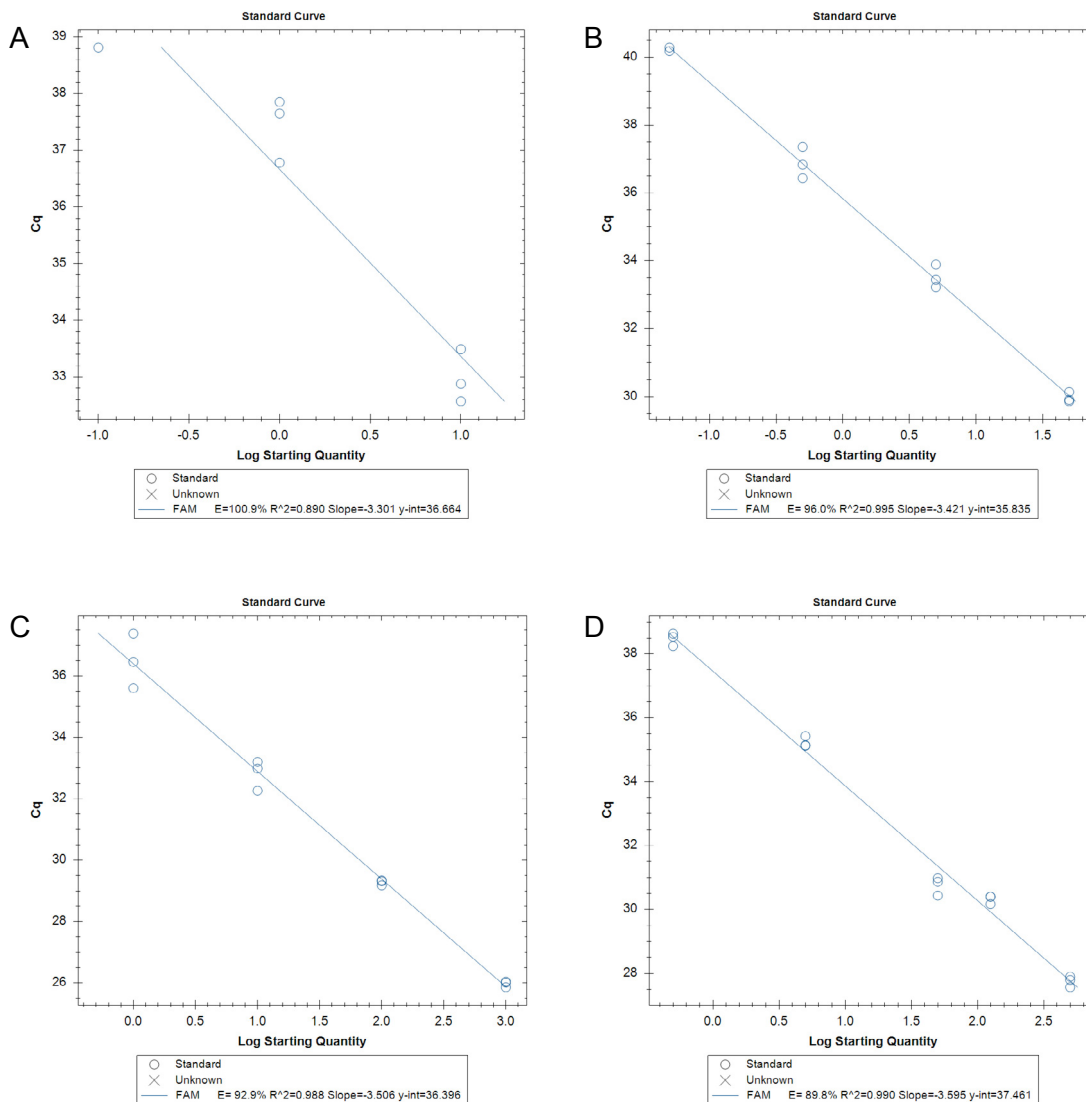 A
Standard Curve
39
38
37
36
35
34
33
Cq
-1.0 -0.5 0.0 0.5 1.0
Log Starting Quantity
Standard
Unknown
FAM E=100.9% R^2=0.890 Slope=-3.301 y-int=36.664
B
Standard Curve
40
38
36
34
32
30
Cq
-1.0 -0.5 0.0 0.5 1.0 1.5
Log Starting Quantity
Standard
Unknown
FAM E= 96.0% R^2=0.995 Slope=-3.421 y-int=35.835
C
Standard Curve
36
34
32
30
28
26
Cq
0.0 0.5 1.0 1.5 2.0 2.5 3.0
Log Starting Quantity
Standard
Unknown
FAM E= 92.9% R^2=0.988 Slope=-3.506 y-int=36.396
D
Standard Curve
38
36
34
32
30
28
Cq
0.0 0.5 1.0 1.5 2.0 2.5
Log Starting Quantity
Standard
Unknown
FAM E= 89.8% R^2=0.990 Slope=-3.595 y-int=37.461